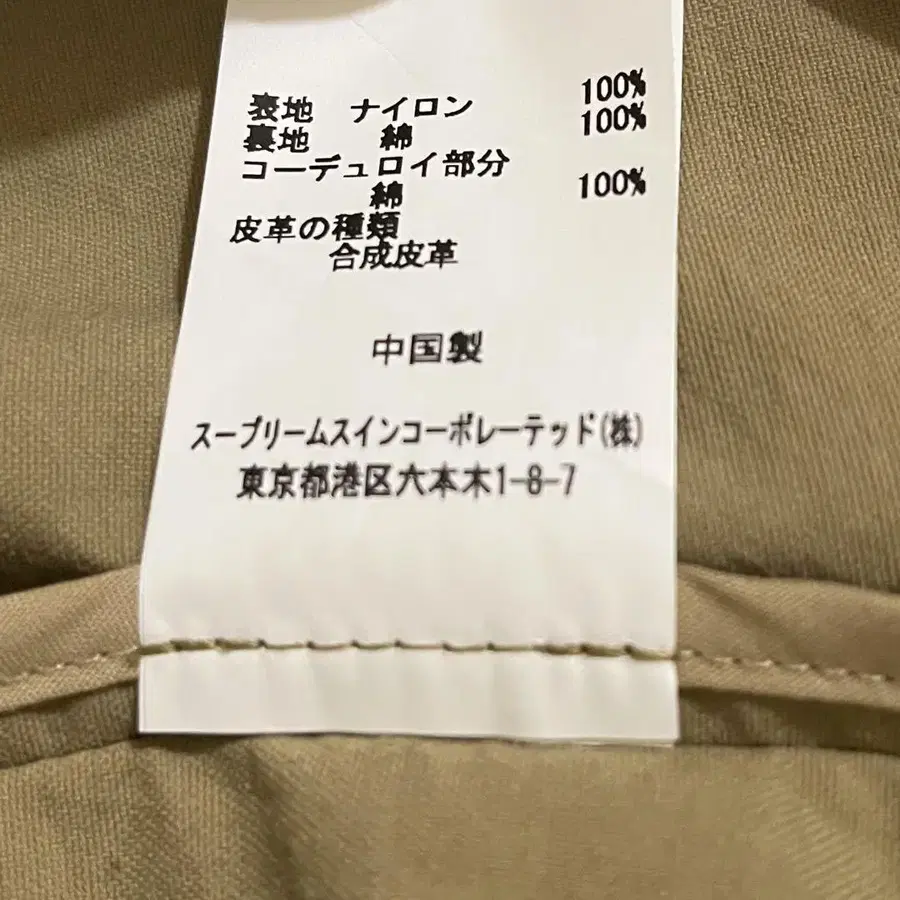 表地 ナイロン 100%
裏地 綿 100%
コーデュロイ部分
綿 100%
皮革の種類
合成皮革
中国製
スープリームスインコーポレーテッド(株)
東京都港区六本木1-8-7